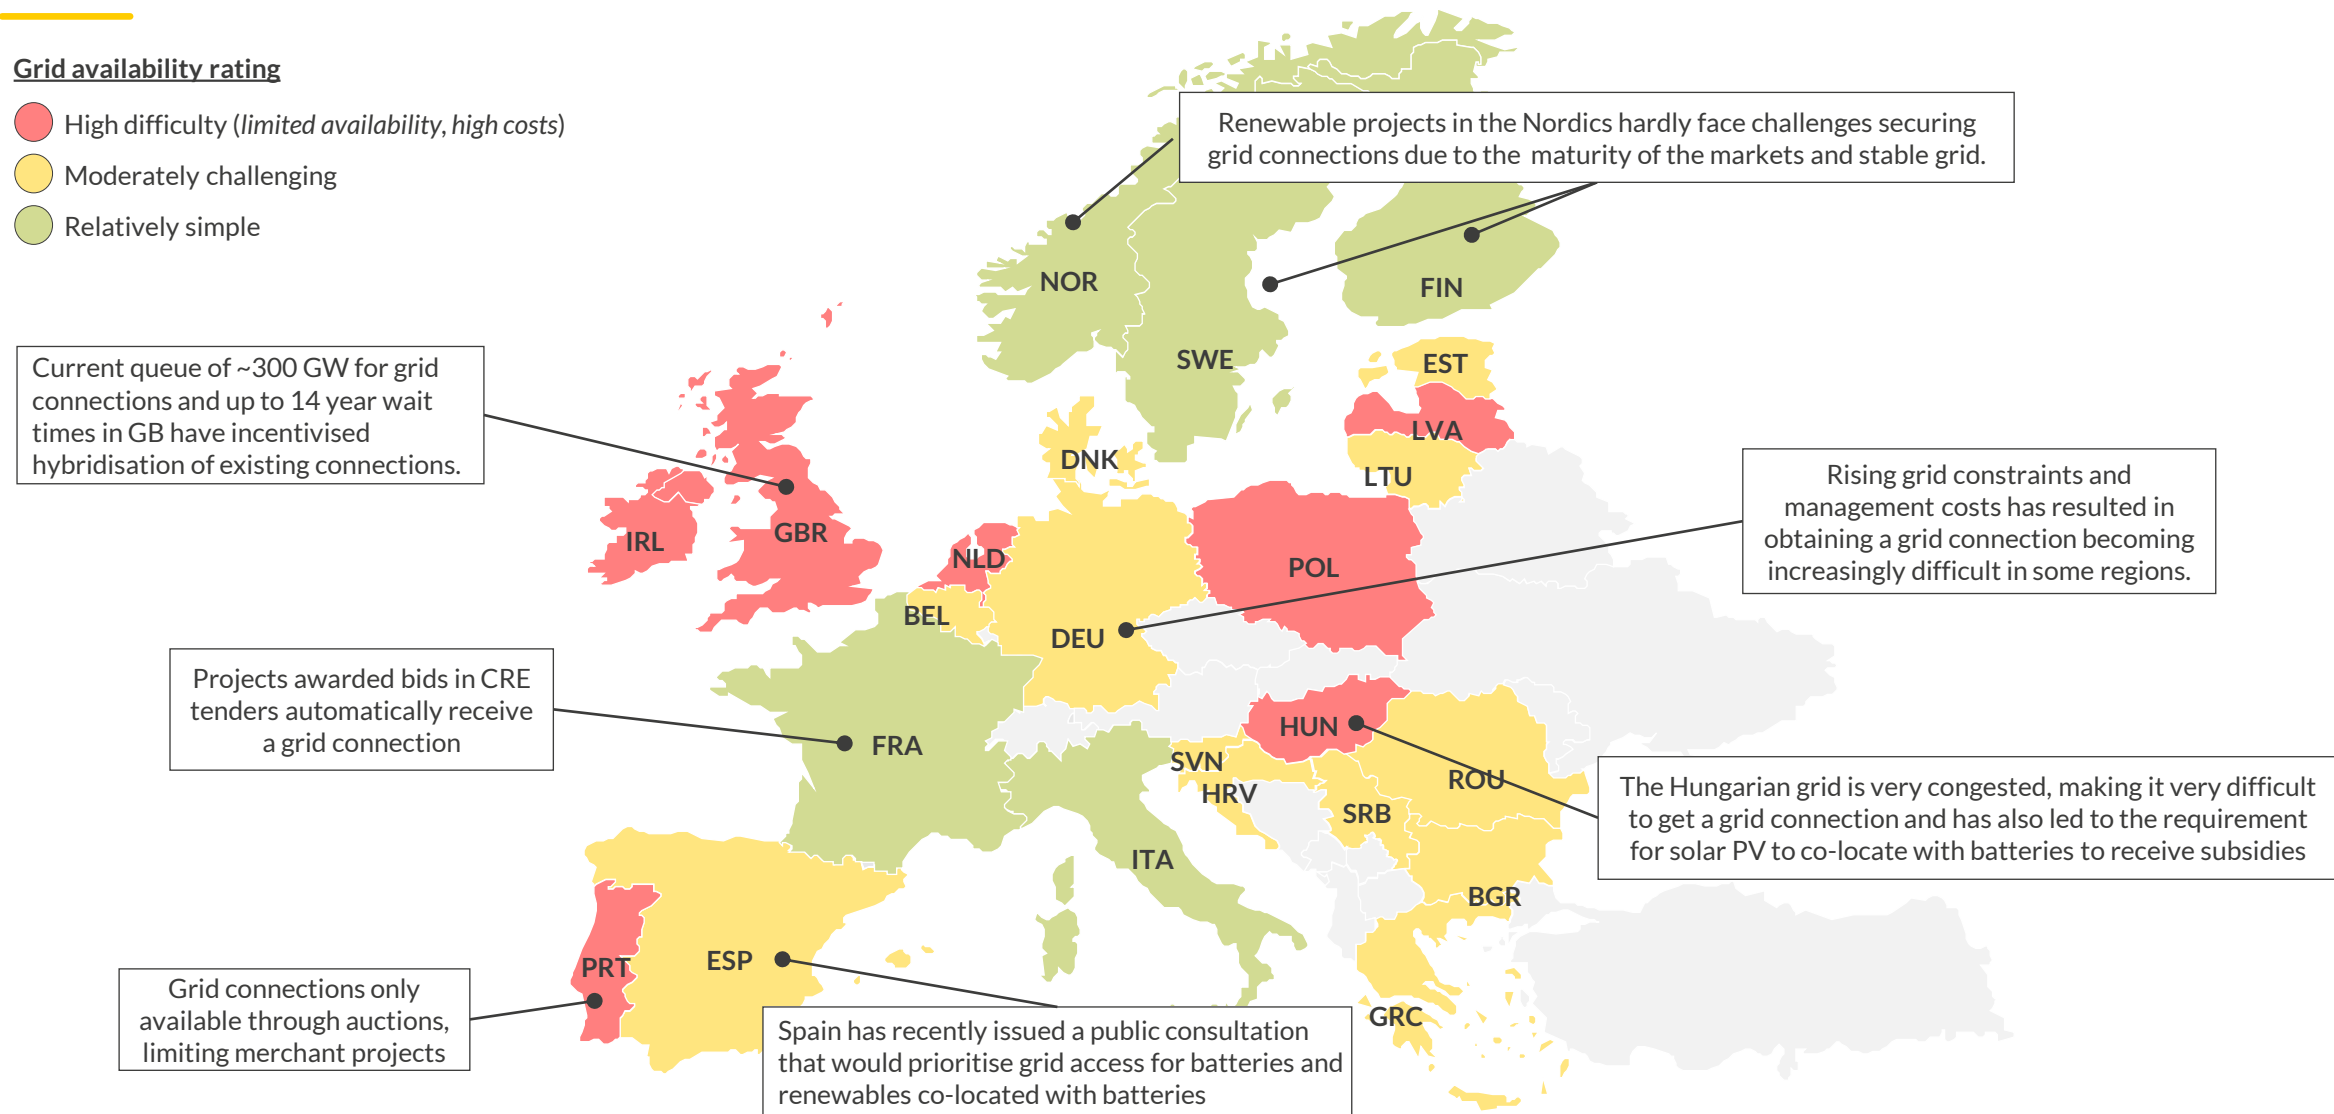 Grid availability rating
High difficulty (limited availability, high costs)
Moderately challenging
Relatively simple
Renewable projects in the Nordics hardly face challenges securing
grid connections due to the maturity of the markets and stable grid.
NOR
FIN
SWE
EST
Current queue of ~300 GW for grid
connections and up to 14 year wait
times in GB have incentivised
hybridisation of existing connections.
LVA
DNK
LTU
Rising grid constraints and
management costs has resulted in
obtaining a grid connection becoming
increasingly difficult in some regions.
IRL
GBR
NLD
POL
BEL
DEU
Projects awarded bids in CRE
tenders automatically receive
a grid connection
FRA
HUN
SVN
HRV
ROU
SRB
The Hungarian grid is very congested, making it very difficult
to get a grid connection and has also led to the requirement
for solar PV to co-locate with batteries to receive subsidies
ITA
BGR
PRT
ESP
Grid connections only
available through auctions,
limiting merchant projects
GRC
Spain has recently issued a public consultation
that would prioritise grid access for batteries and
renewables co-located with batteries